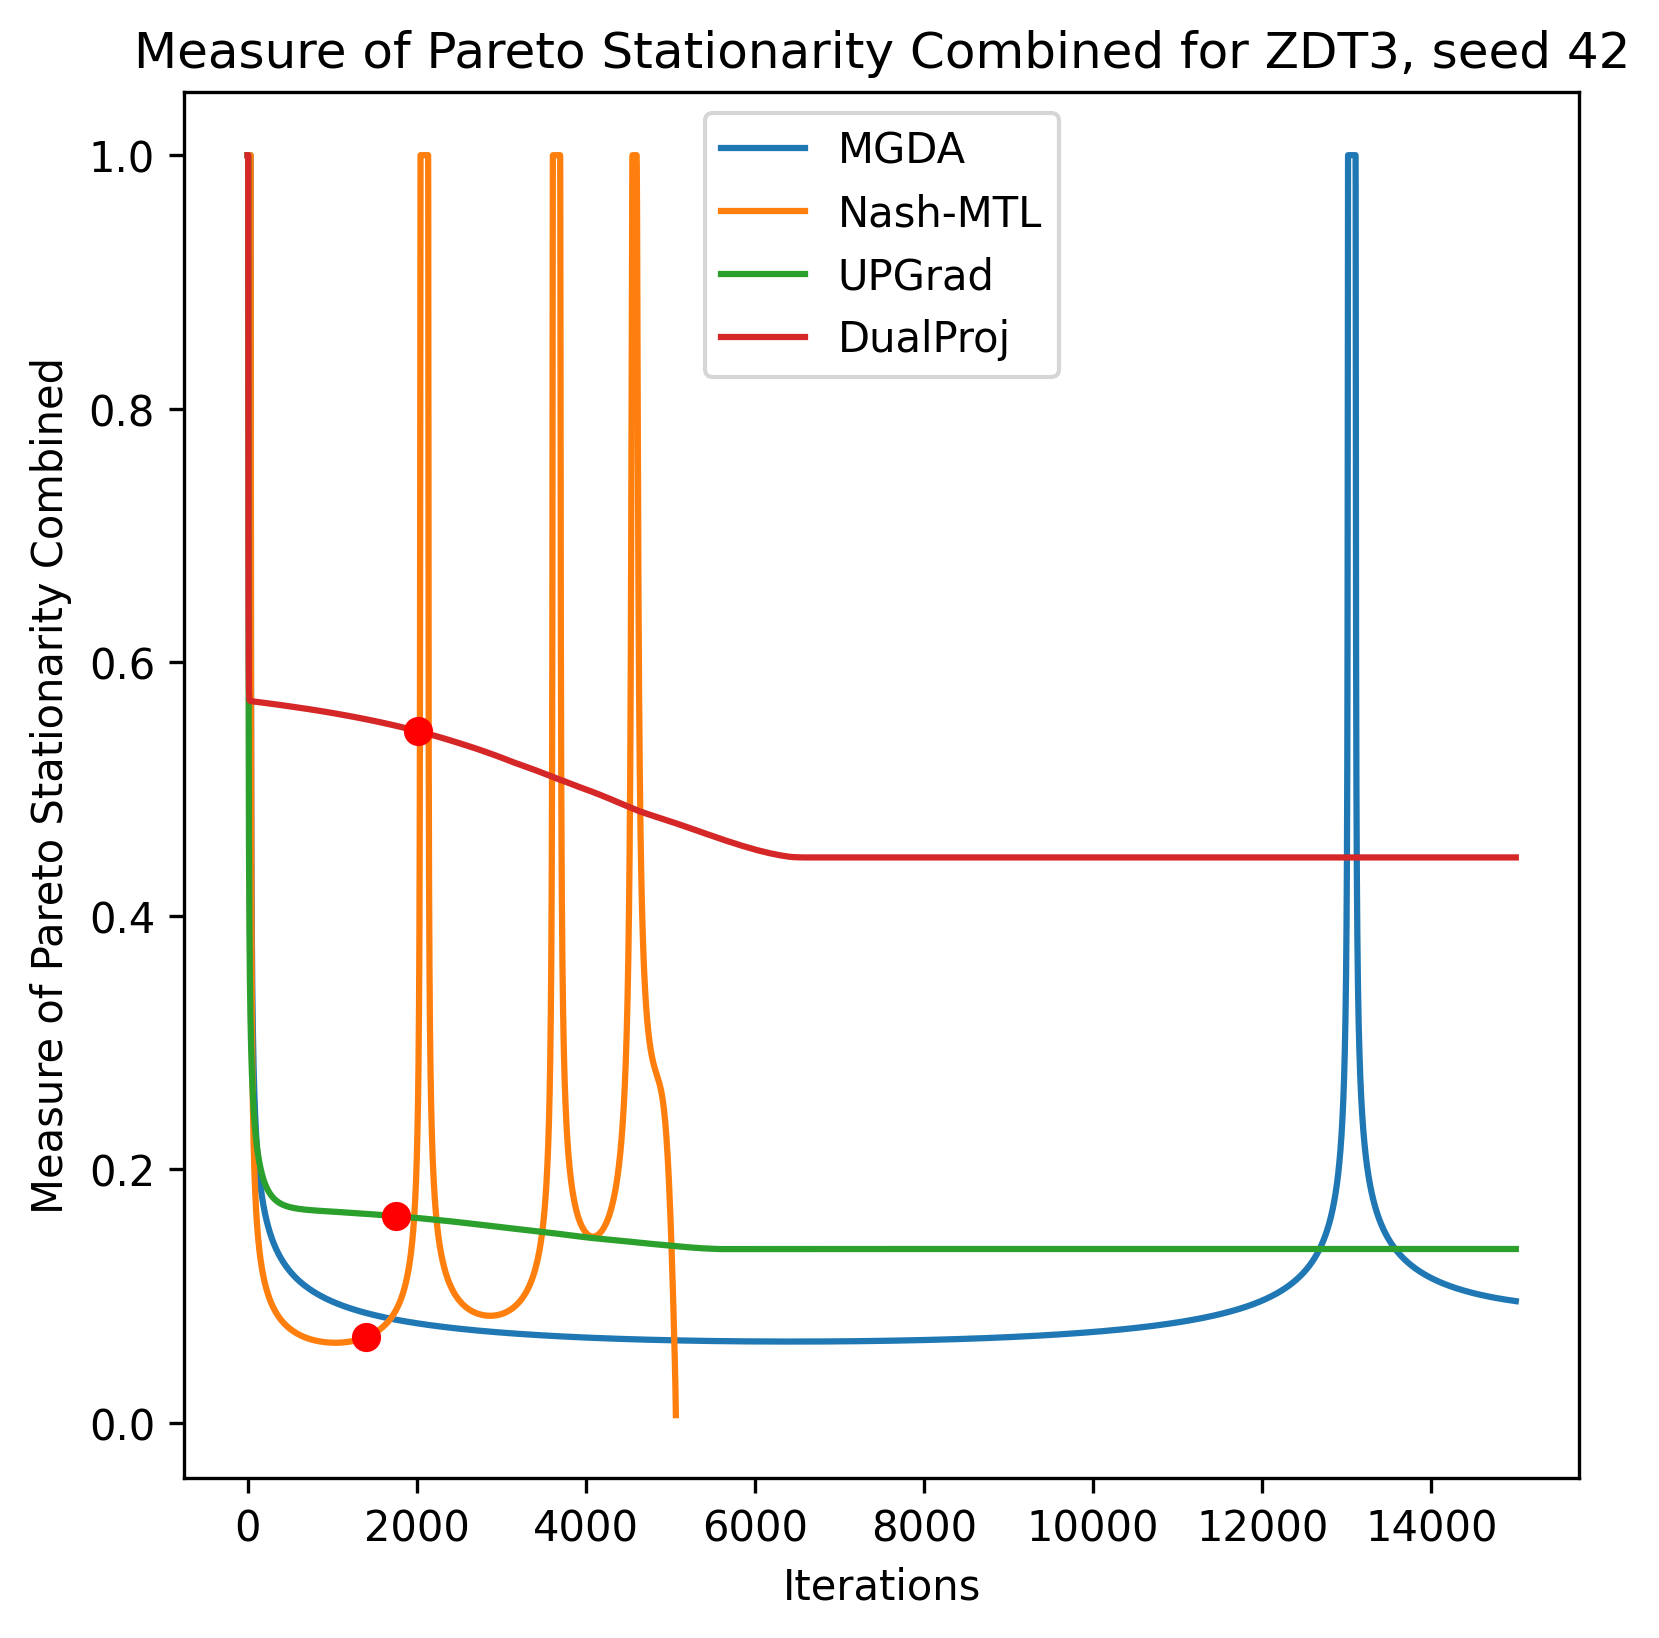 Measure of Pareto Stationarity Combined for ZDT3, seed 42
MGDA
Nash-MTL
UPGrad
DualProj
Measure of Pareto Stationarity Combined
1.0
0.8
0.6
0.4
0.2
0.0
0 2000 4000 6000 8000 10000 12000 14000
Iterations